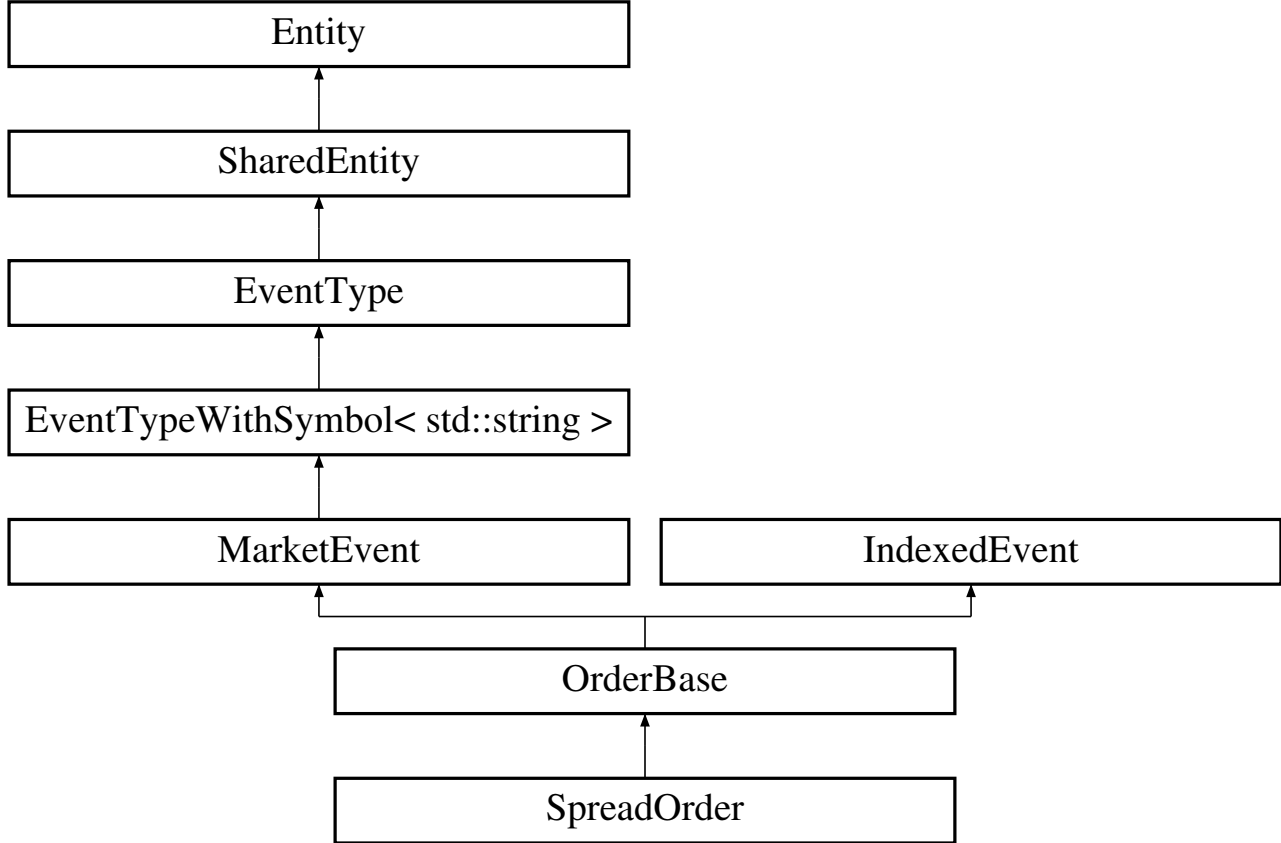 Entity
SharedEntity
EventType
EventTypeWithSymbol< std::string >
MarketEvent
IndexedEvent
OrderBase
SpreadOrder